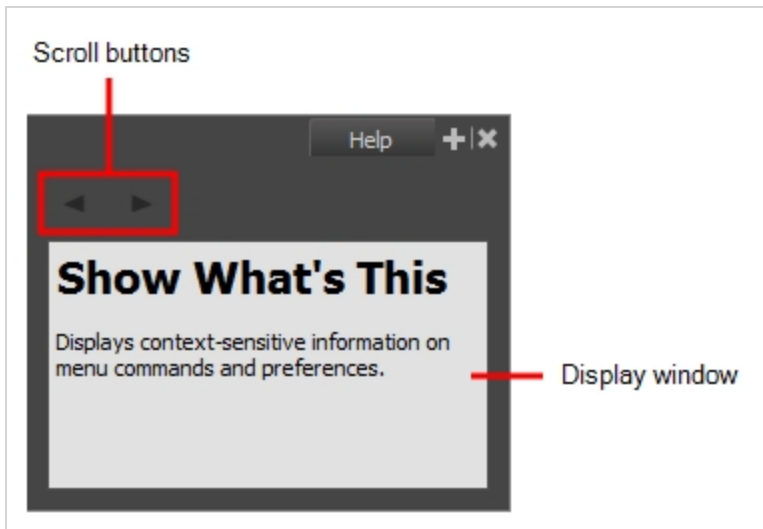 Scroll buttons
Help
Show What's This
Displays context-sensitive information on
menu commands and preferences.
Display window